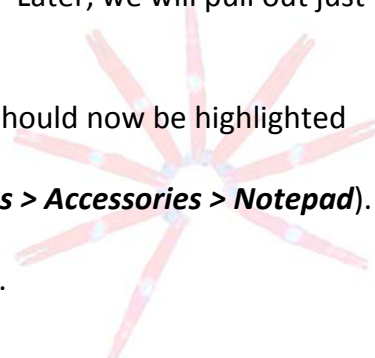 Later, we will pull out just
hould now be highlighted
s > Accessories > Notepad).
.